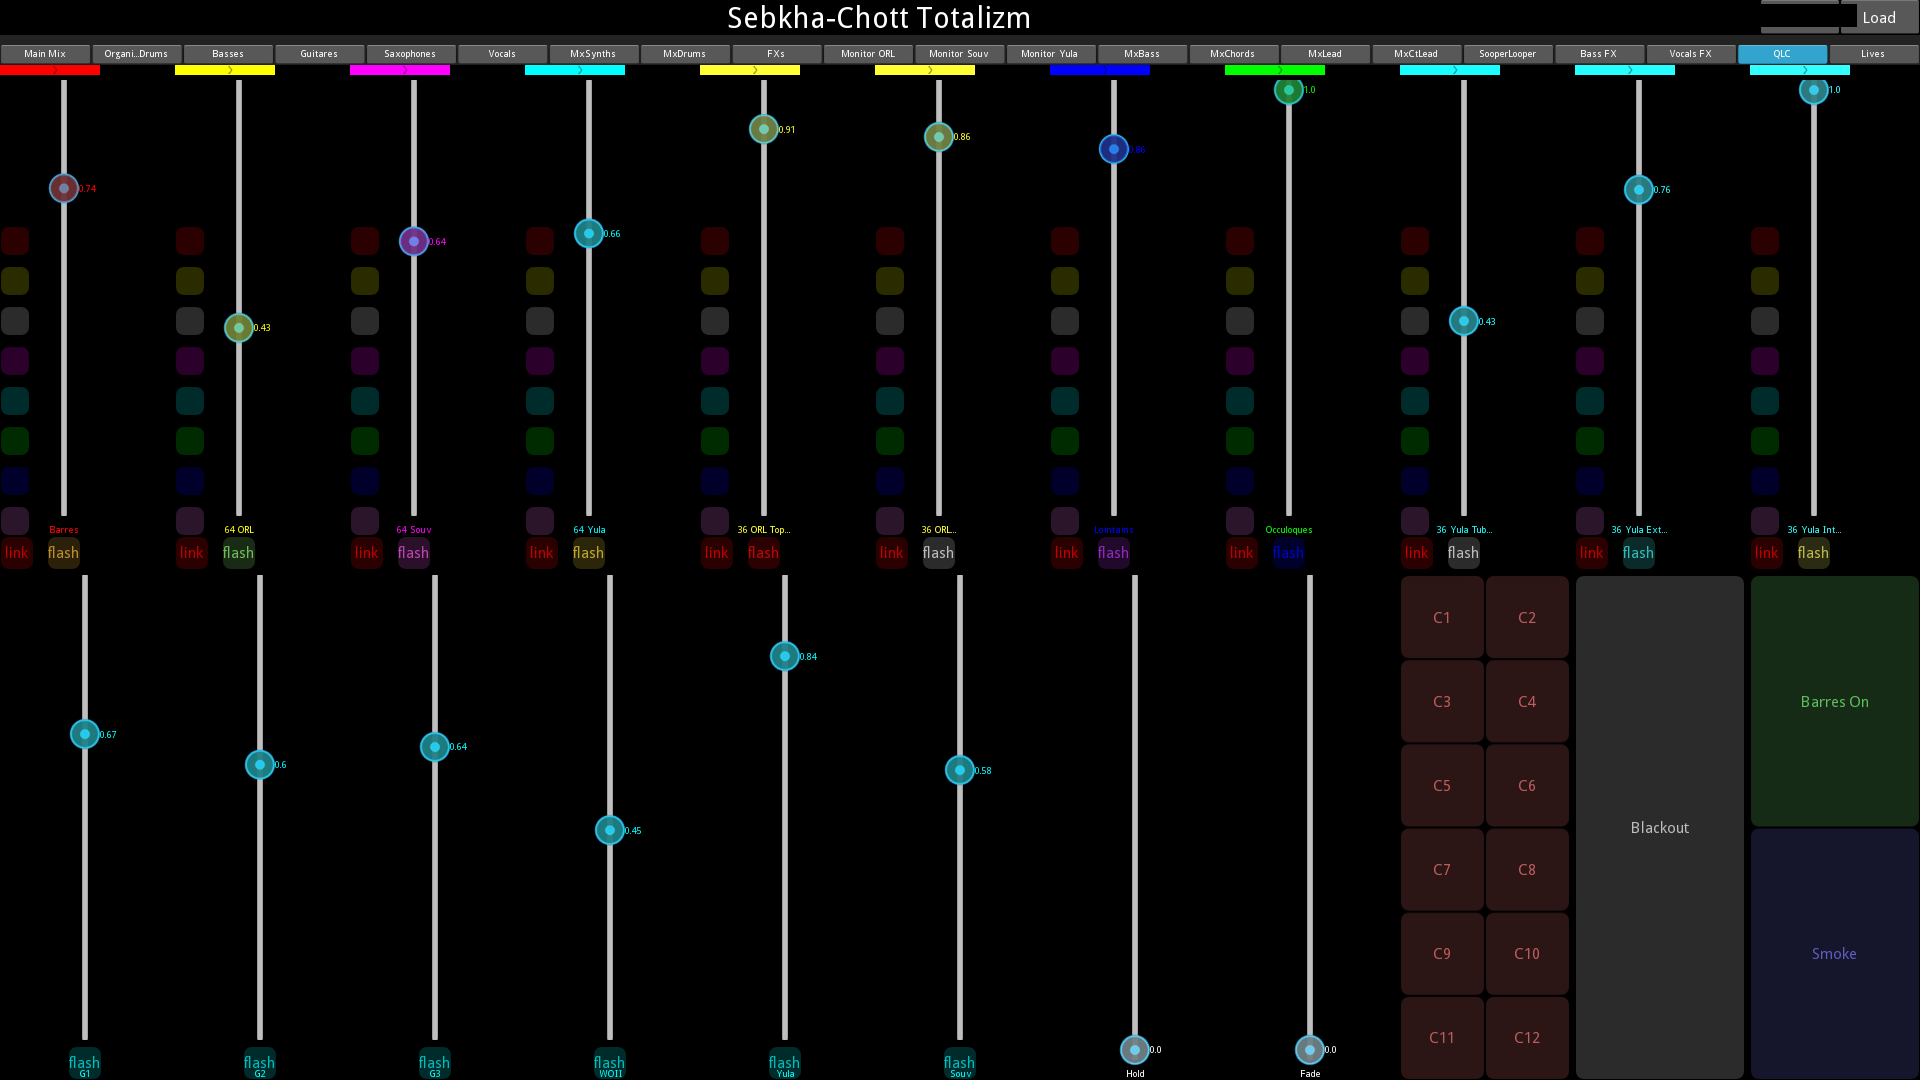 Sebkha-Chott Totalizm
Load
Main Mix Organi...Drums Basses Guitares Saxophones Vocals MxSynths MxDrums FXs Monitor ORL Monitor Souv Monitor Yula MxBass MxChords MxLead MxCtLead SooperLooper Bass FX Vocals FX QLC Lives
1.0 1.0
0.91 0.86
0.74 0.76
0.64 0.66
0.43 0.43
Barres 64 ORL 64 Souv 64 Yula 36 ORL Top... 36 ORL... Lointains Occuloques 36 Yula Tub... 36 Yula Ext... 36 Yula Int...
link flash link flash link flash link flash link flash link flash link flash link flash link flash link flash link flash
C1 C2
0.84
C3 C4 Barres On
0.67 0.6 0.64 0.58
C5 C6
0.45 Blackout
C7 C8
C9 C10 Smoke
C11 C12
0.0 0.0
flash flash flash flash flash flash
G1 G2 G3 WOII Yula Souv Hold Fade